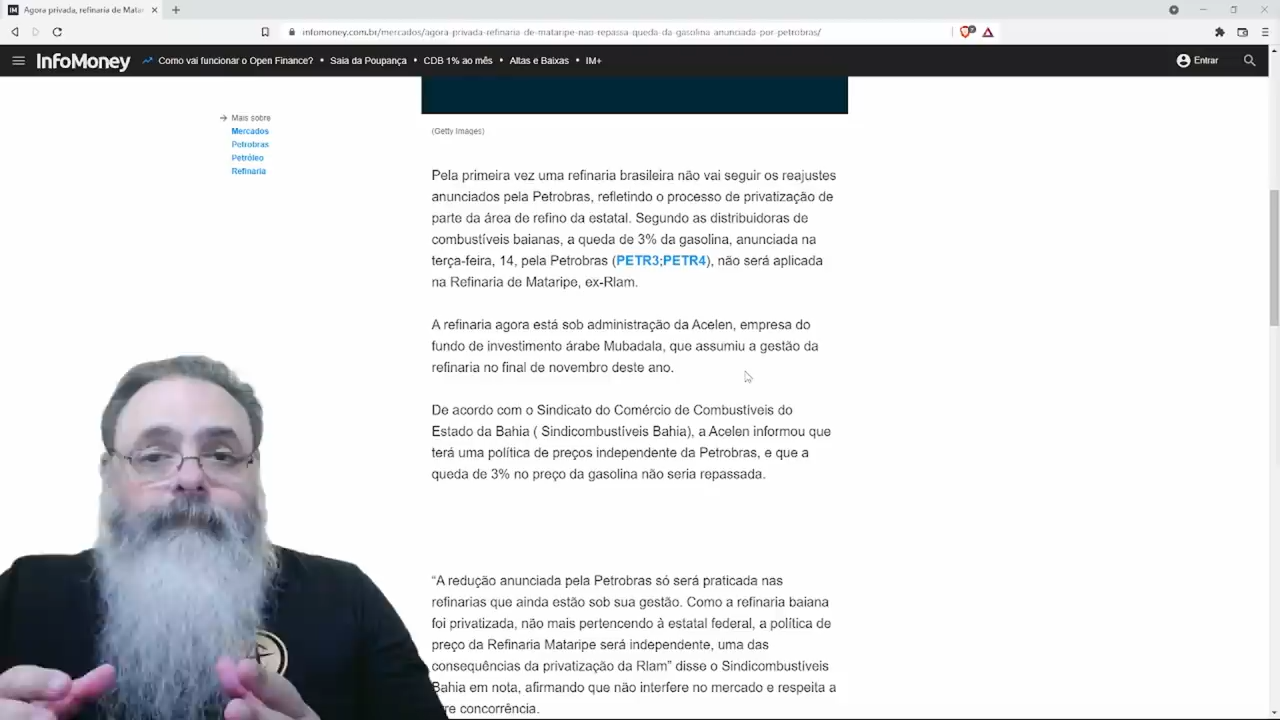 IM Agora privada, refinaria de Matar
infomoney.com.br/mercados/agora-privada-refinaria-de-mataripe-nao-repassa-queda-da-gasolina-anunciada-por-petrobras/
InfoMoney
Como vai funcionar o Open Finance? • Saia da Poupança • CDB 1% ao mês • Altas e Baixas • IM+
Entrar
(Getty Images)
→ Mais sobre
Mercados
Petrobras
Petróleo
Refinaria
Pela primeira vez uma refinaria brasileira não vai seguir os reajustes
anunciados pela Petrobras, refletindo o processo de privatização de
parte da área de refino da estatal. Segundo as distribuidoras de
combustíveis baianas, a queda de 3% da gasolina, anunciada na
terça-feira, 14, pela Petrobras (PETR3;PETR4), não será aplicada
na Refinaria de Mataripe, ex-Rlam.
A refinaria agora está sob administração da Acelen, empresa do
fundo de investimento árabe Mubadala, que assumiu a gestão da
refinaria no final de novembro deste ano.
De acordo com o Sindicato do Comércio de Combustíveis do
Estado da Bahia ( Sindicombustíveis Bahia), a Acelen informou que
terá uma política de preços independente da Petrobras, e que a
queda de 3% no preço da gasolina não seria repassada.
“A redução anunciada pela Petrobras só será praticada nas
refinarias que ainda estão sob sua gestão. Como a refinaria baiana
foi privatizada, não mais pertencendo à estatal federal, a política de
preço da Refinaria Mataripe será independente, uma das
consequências da privatização da Rlam” disse o Sindicombustíveis
Bahia em nota, afirmando que não interfere no mercado e respeita a
re concorrência.